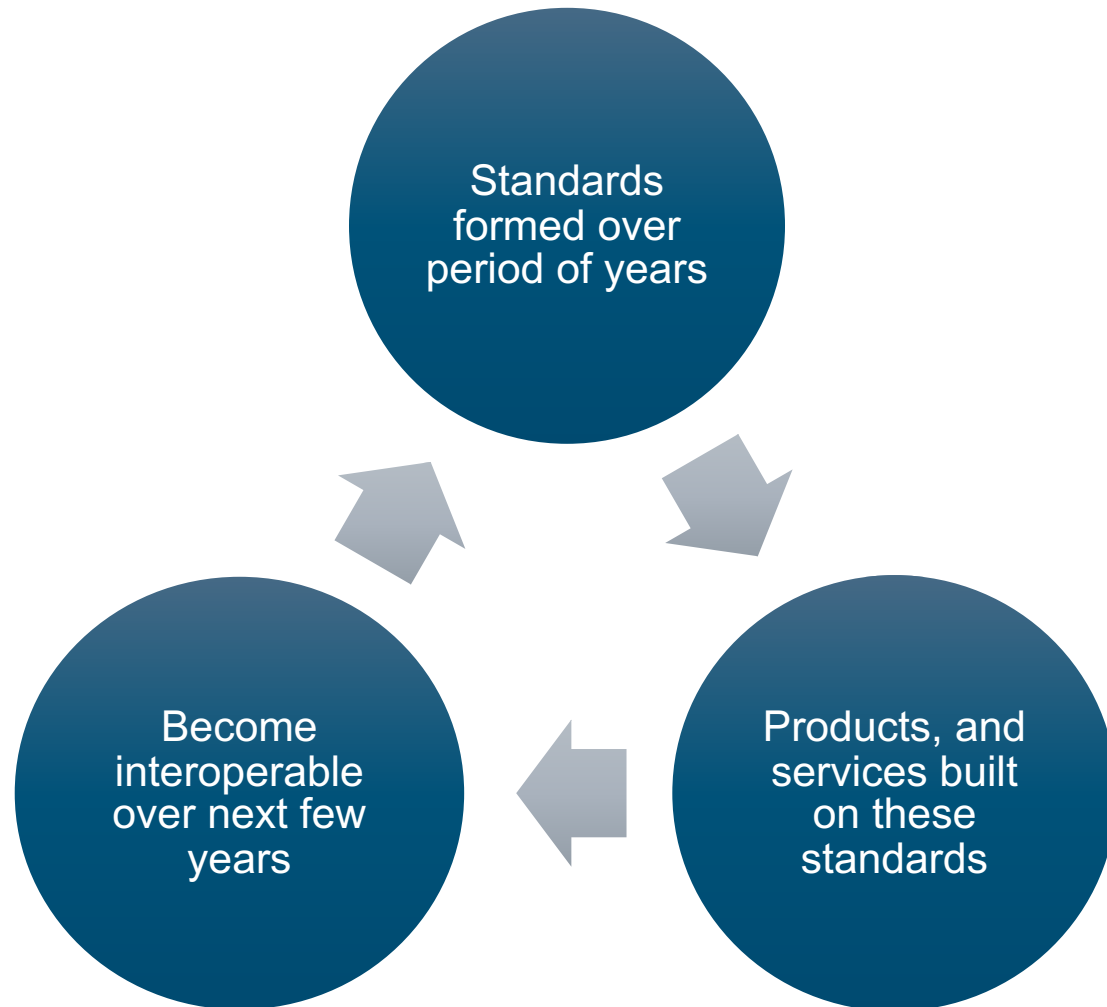 Standards
formed over
period of years
Products, and
services built
on these
standards
Become
interoperable
over next few
years